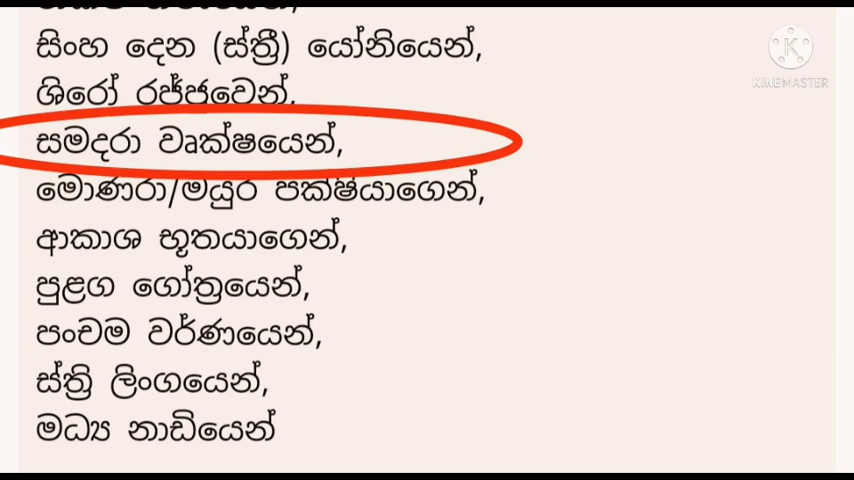 සිංහ දෙන (ස්ත්‍රී) යෝනියෙන්,
KINEMASTER
ශිරෝ රජ්ජුවෙන්,
සමදරා වෘක්ෂයෙන්,
මොණරා/මයුර පක්ෂියාගෙන්,
ආකාශ භූතයාගෙන්,
පුළග ගෝත්‍රයෙන්,
පංචම වර්ණයෙන්,
ස්ත්‍රි ලිංගයෙන්,
මධ්‍ය නාඩියෙන්